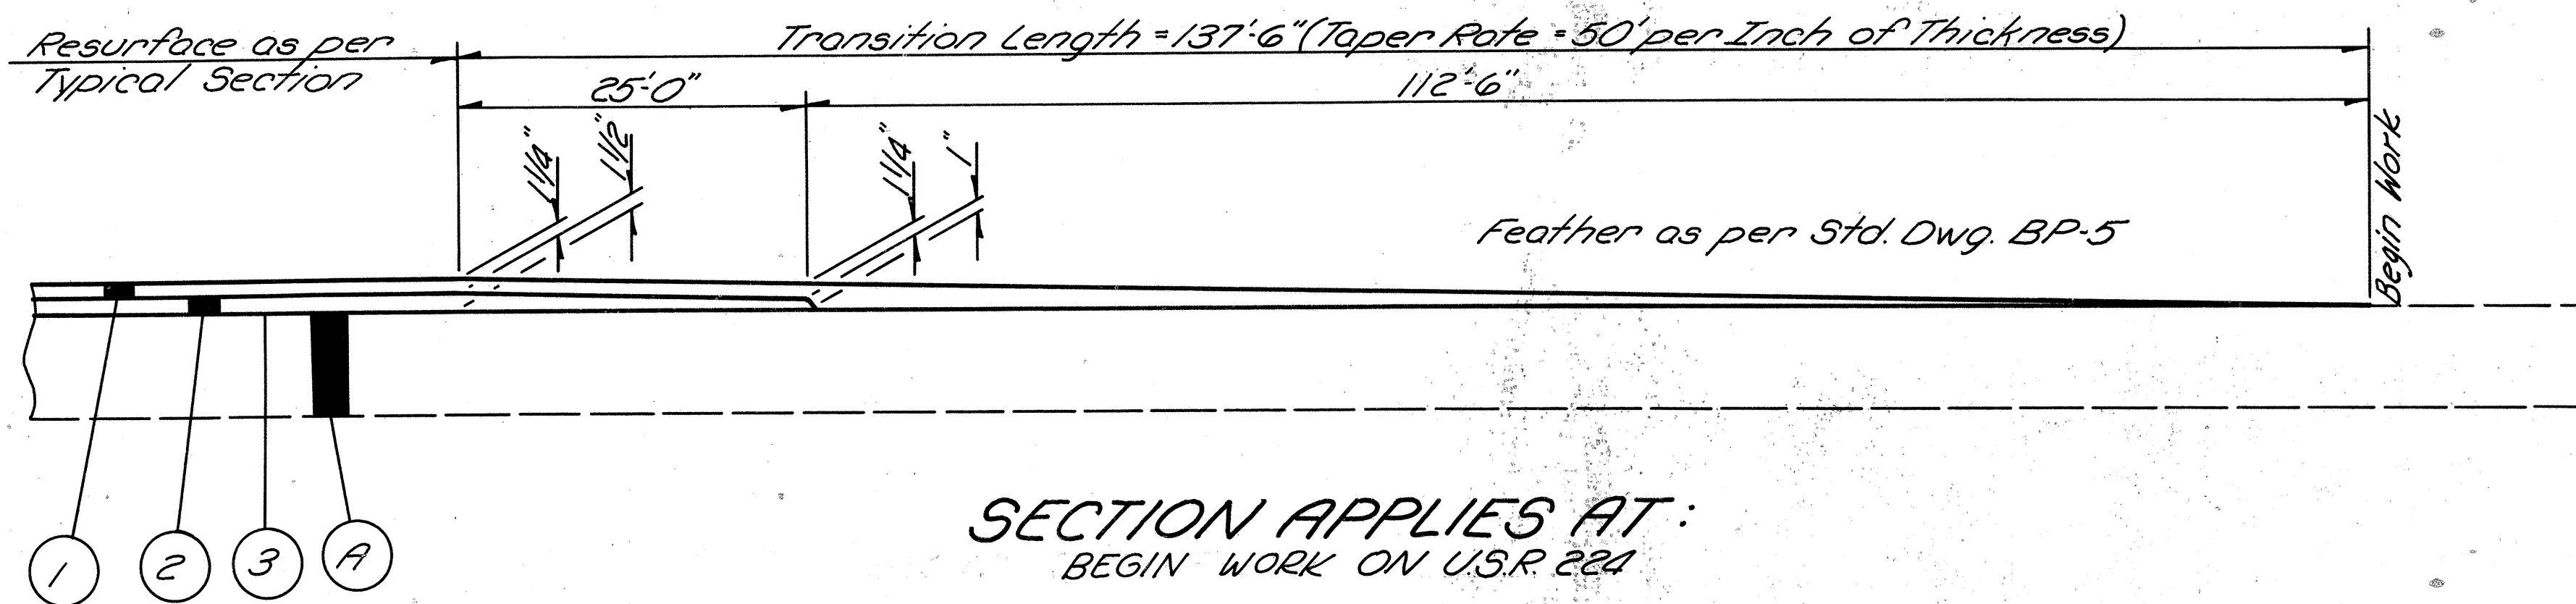 Resurface as per
Typical Section
Transition Length = 137'-6" (Taper Rate = 50' per Inch of Thickness)
25'-0"
112'-6"
1 1/4"
1 1/2"
1 1/4"
1"
Feather as per Std. Dwg. BP-5
Begin Work
1
2
3
A
SECTION APPLIES AT:
BEGIN WORK ON U.S.R. 224